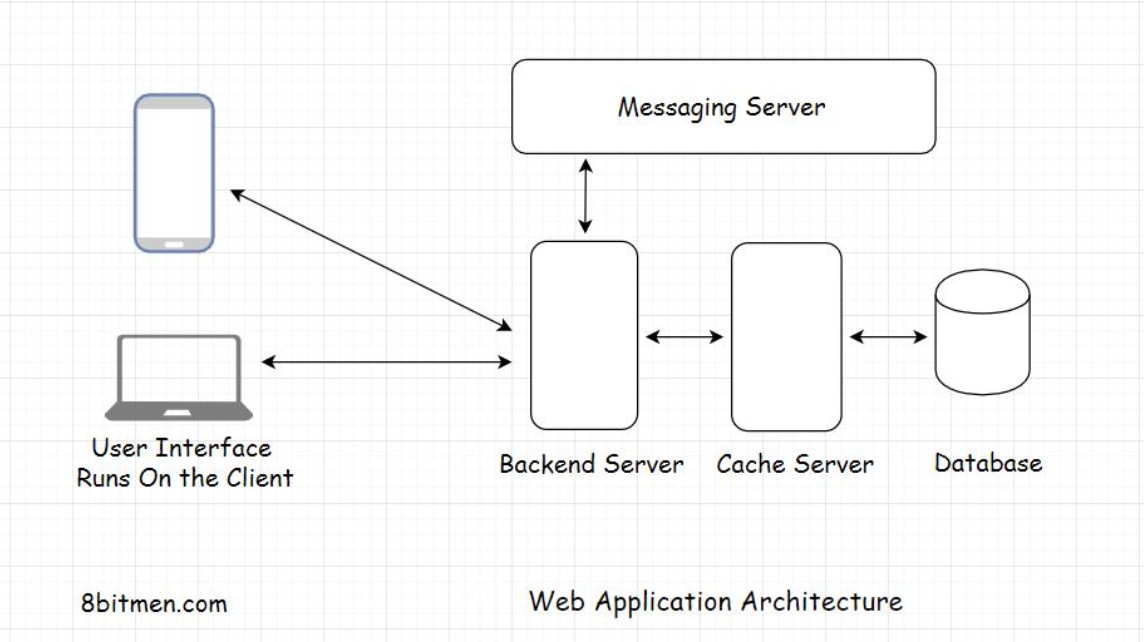 Messaging Server
User Interface
Runs On the Client
Backend Server
Cache Server
Database
8bitmen.com
Web Application Architecture